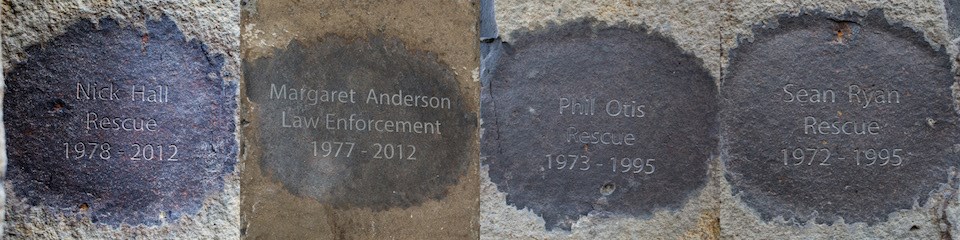 Nick Hall
Rescue
1978 - 2012
Margaret Anderson
Law Enforcement
1977 - 2012
Phil Otis
Rescue
1973 - 1995
Sean Ryan
Rescue
1972 - 1995